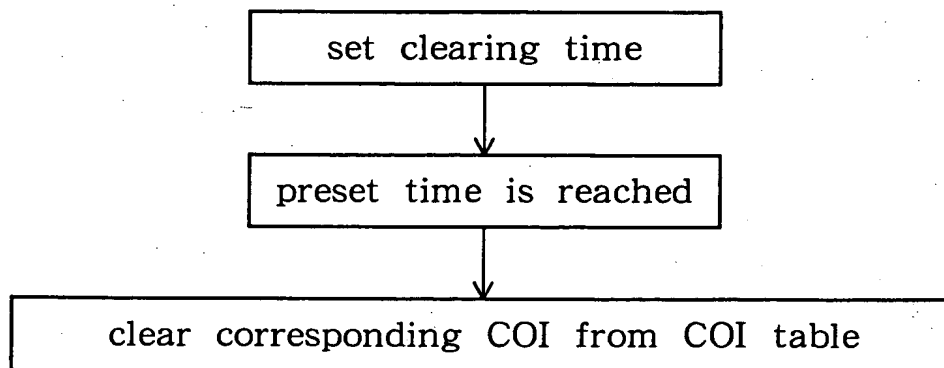 set clearing time
preset time is reached
clear corresponding COI from COI table